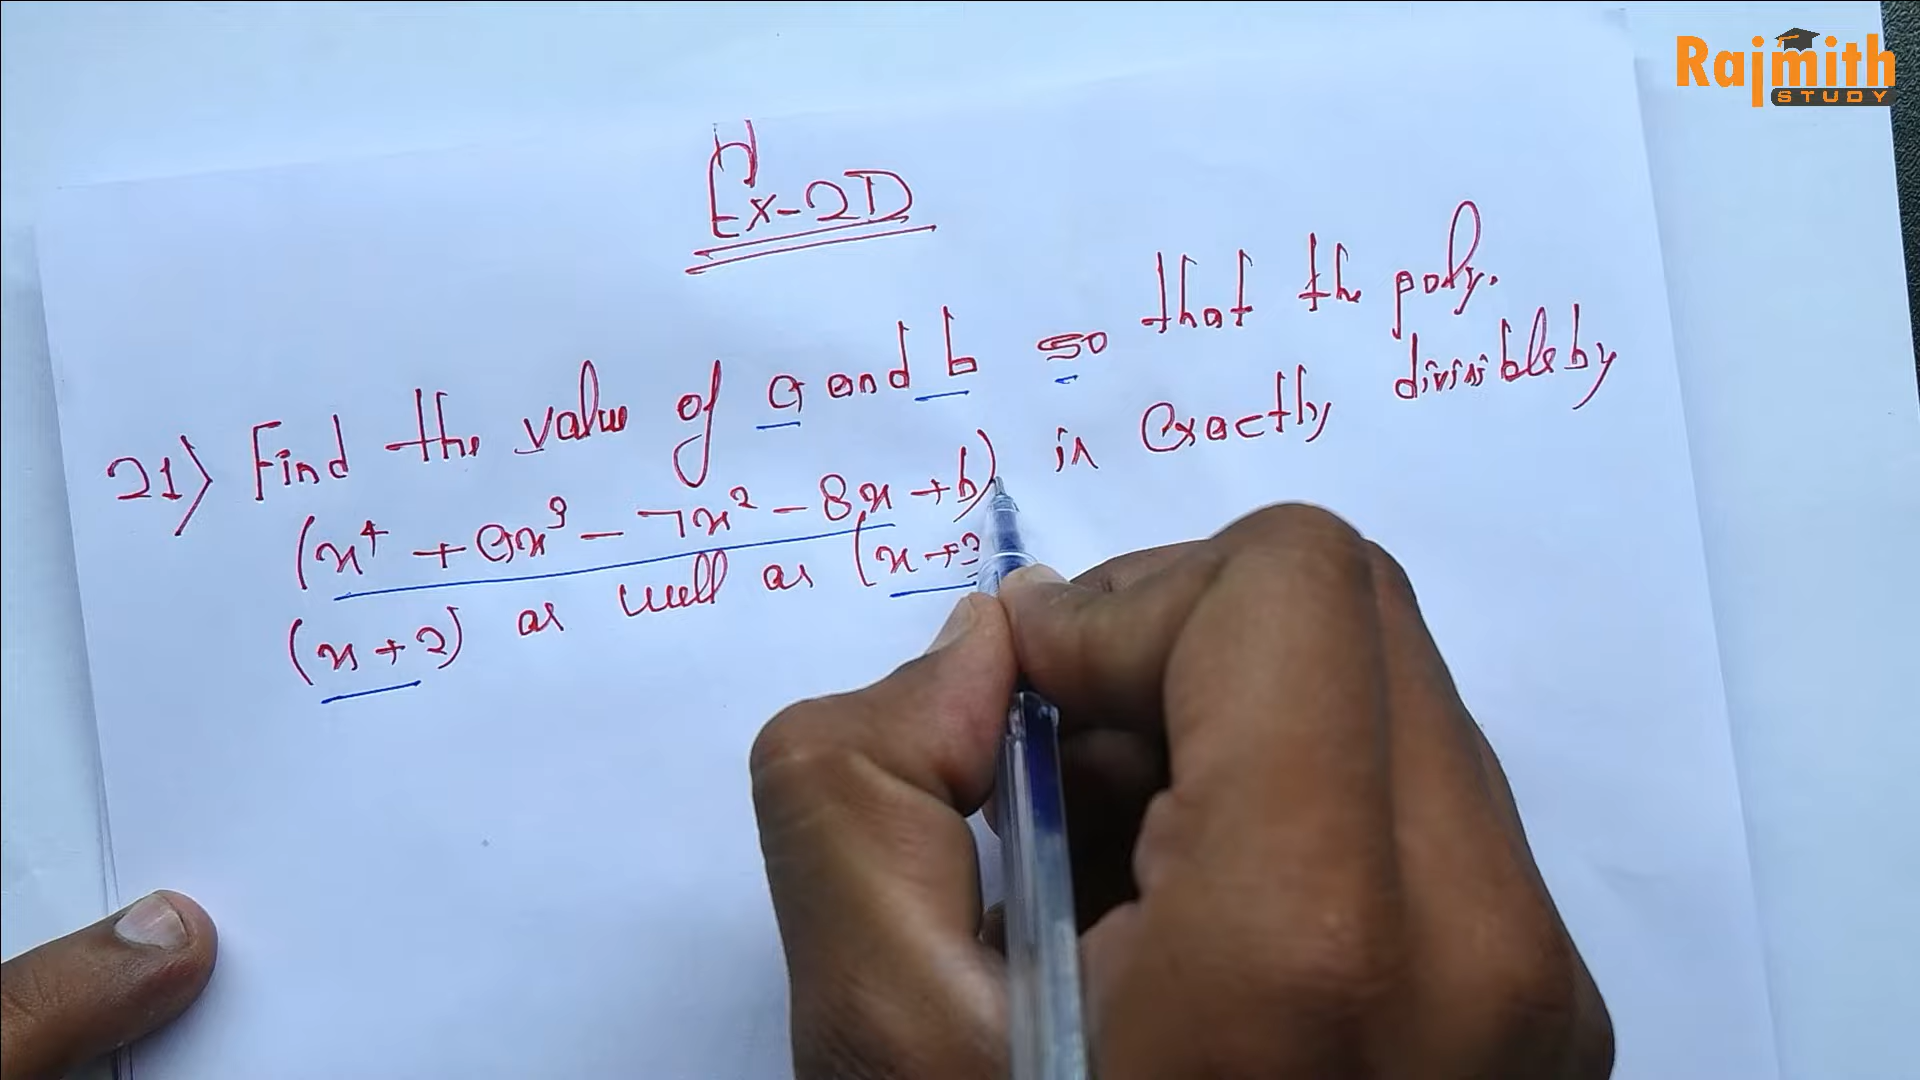 Rajmith
STUDY
Ex-2D
21) Find the value of a and b so that the poly.
(x⁴ + ax³ - 7x² - 8x + b) is exactly divisible by
(x + 2) as well as (x+3